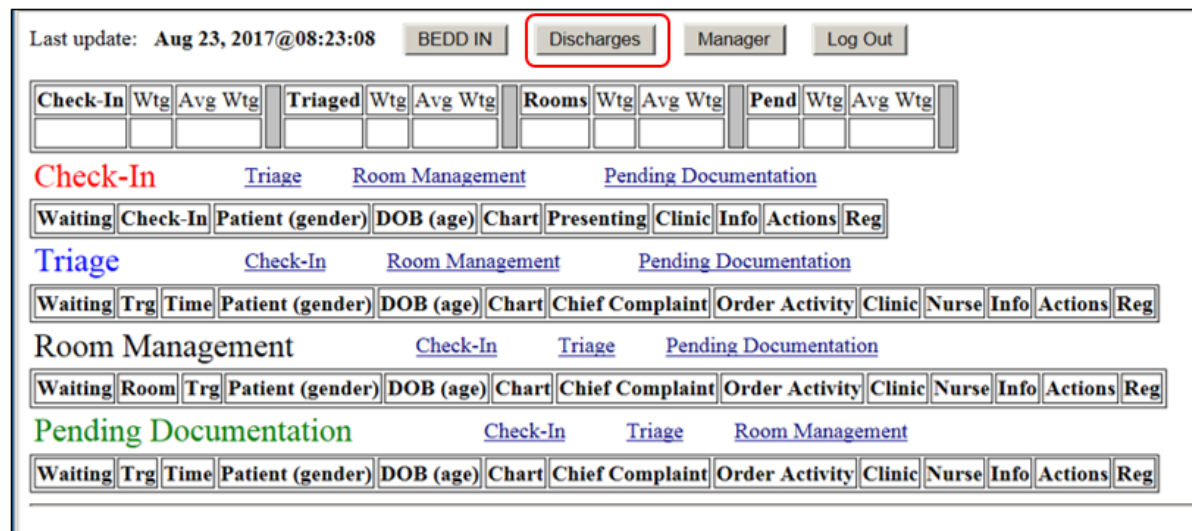 Last update: Aug 23, 2017@08:23:08 BEDD IN Discharges Manager Log Out
Check-In Wtg Avg Wtg Triaged Wtg Avg Wtg Rooms Wtg Avg Wtg Pend Wtg Avg Wtg
Check-In Triage Room Management Pending Documentation
Waiting Check-In Patient (gender) DOB (age) Chart Presenting Clinic Info Actions Reg
Triage Check-In Room Management Pending Documentation
Waiting Trg Time Patient (gender) DOB (age) Chart Chief Complaint Order Activity Clinic Nurse Info Actions Reg
Room Management Check-In Triage Pending Documentation
Waiting Room Trg Patient (gender) DOB (age) Chart Chief Complaint Order Activity Clinic Nurse Info Actions Reg
Pending Documentation Check-In Triage Room Management
Waiting Trg Time Patient (gender) DOB (age) Chart Chief Complaint Order Activity Clinic Nurse Info Actions Reg